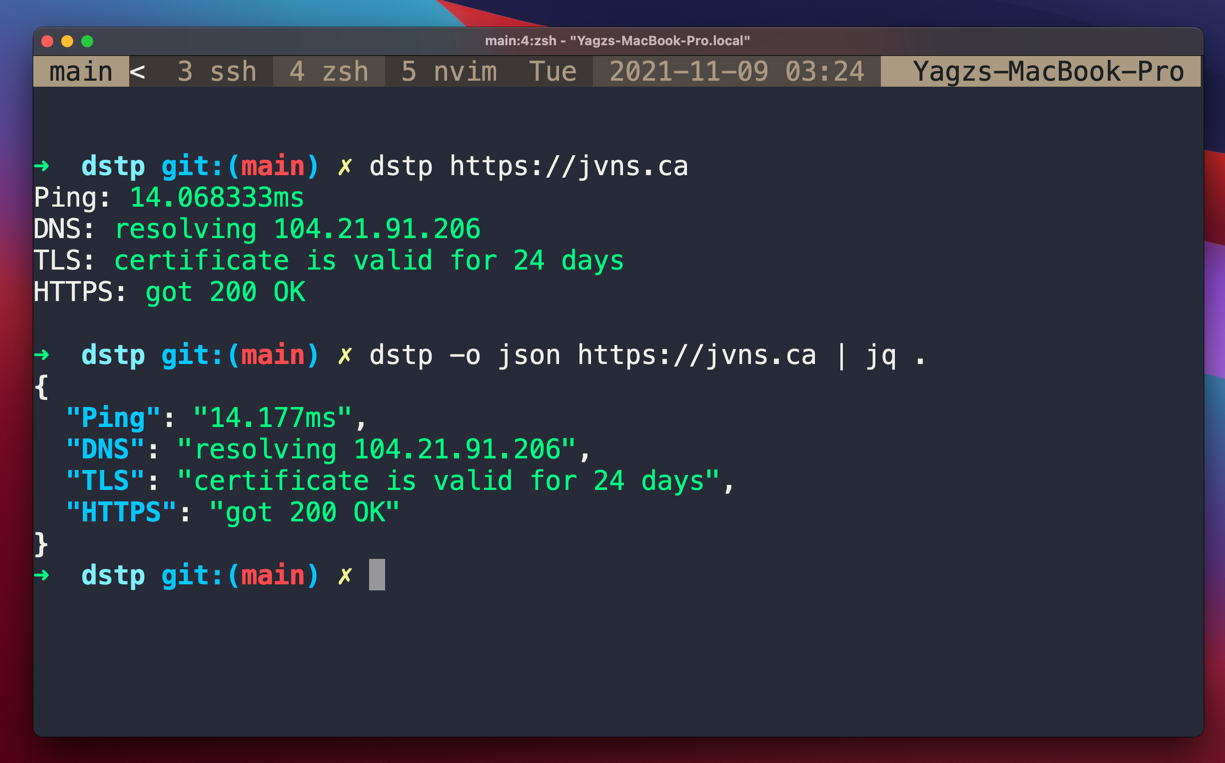 main:4:zsh - "Yagzs-MacBook-Pro.local"
main < 3 ssh 4 zsh 5 nvim Tue 2021-11-09 03:24 Yagzs-MacBook-Pro
➜ dstp git:(main) ✗ dstp https://jvns.ca
Ping: 14.068333ms
DNS: resolving 104.21.91.206
TLS: certificate is valid for 24 days
HTTPS: got 200 OK
➜ dstp git:(main) ✗ dstp -o json https://jvns.ca | jq .
{
"Ping": "14.177ms",
"DNS": "resolving 104.21.91.206",
"TLS": "certificate is valid for 24 days",
"HTTPS": "got 200 OK"
}
➜ dstp git:(main) ✗